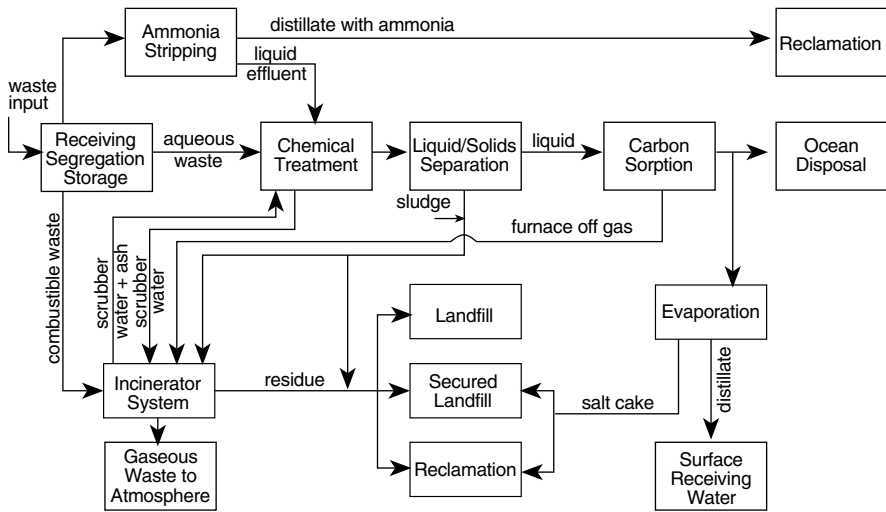 Ammonia
Stripping
distillate with ammonia
Reclamation
liquid
effluent
waste
input
Receiving
Segregation
Storage
aqueous
waste
Chemical
Treatment
Liquid/Solids
Separation
liquid
Carbon
Sorption
Ocean
Disposal
sludge
furnace off gas
combustible waste
scrubber
water + ash
scrubber
water
Evaporation
Landfill
Incinerator
System
residue
Secured
Landfill
salt cake
distillate
Gaseous
Waste to
Atmosphere
Reclamation
Surface
Receiving
Water